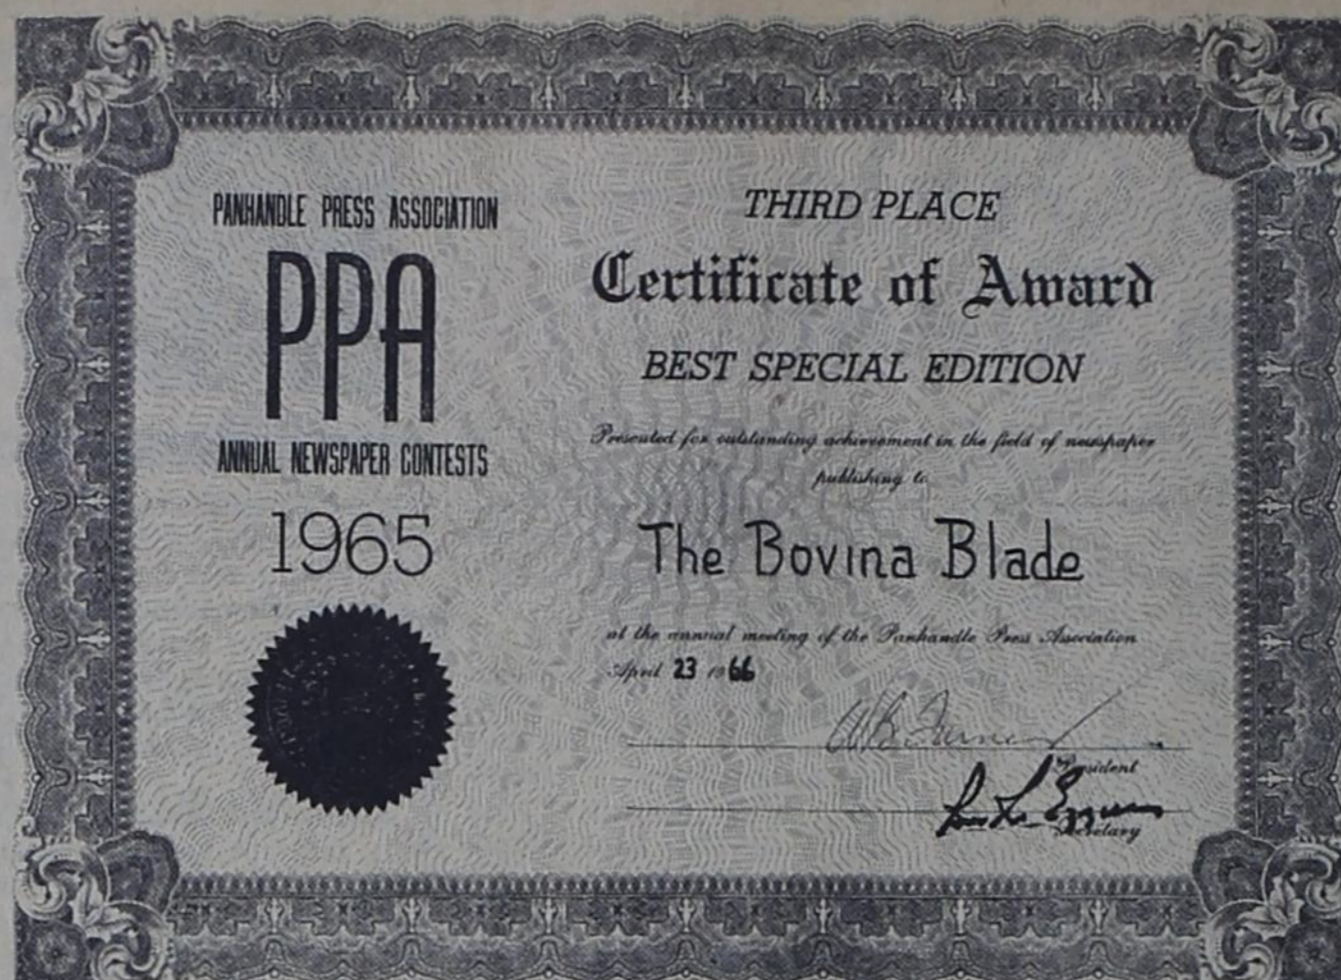 PANHANDLE PRESS ASSOCIATION
PPA
ANNUAL NEWSPAPER CONTESTS
1965
THIRD PLACE
Certificate of Award
BEST SPECIAL EDITION
Presented for outstanding achievement in the field of newspaper
publishing to
The Bovina Blade
at the annual meeting of the Panhandle Press Association
April 23 1966
President
Secretary